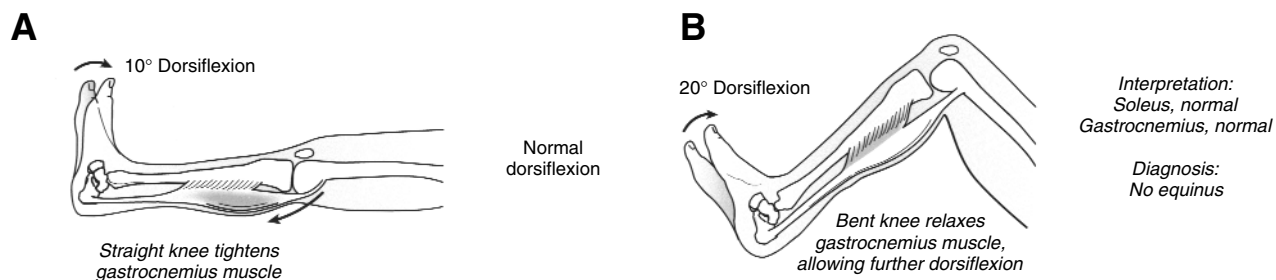 A
10° Dorsiflexion
Straight knee tightens
gastrocnemius muscle
Normal
dorsiflexion
B
20° Dorsiflexion
Bent knee relaxes
gastrocnemius muscle,
allowing further dorsiflexion
Interpretation:
Soleus, normal
Gastrocnemius, normal
Diagnosis:
No equinus